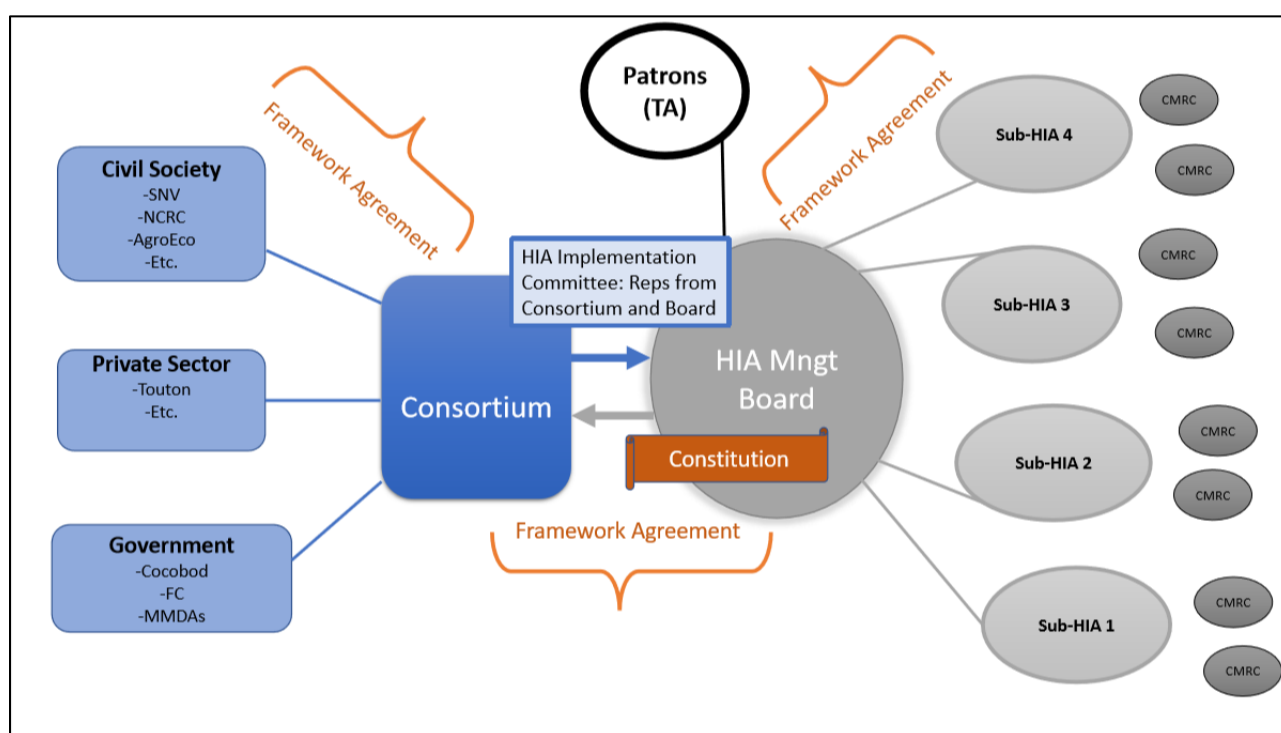 Patrons
(TA)
Framework Agreement
Framework Agreement
Civil Society
-SNV
-NCRC
-AgroEco
-Etc.
Private Sector
-Touton
-Etc.
Government
-Cocobod
-FC
-MMDAs
Consortium
HIA Implementation
Committee: Reps from
Consortium and Board
HIA Mngt
Board
Constitution
Framework Agreement
Sub-HIA 4
CMRC
CMRC
Sub-HIA 3
CMRC
CMRC
Sub-HIA 2
CMRC
CMRC
Sub-HIA 1
CMRC
CMRC